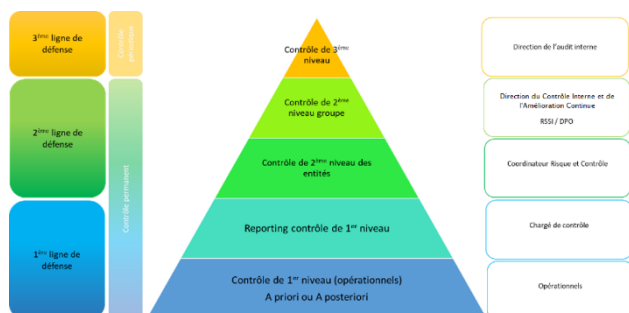 3ème ligne de
défense
Contrôle
périodique
Contrôle de 3ème
niveau
Direction de l'audit interne
2ème ligne de
défense
Contrôle permanent
Contrôle de 2ème
niveau groupe
Direction du Contrôle Interne et de
l'Amélioration Continue
RSSI / DPO
Contrôle de 2ème niveau des
entités
Coordinateur Risque et Contrôle
1ère ligne de
défense
Reporting contrôle de 1er niveau
Chargé de contrôle
Contrôle de 1er niveau (opérationnels)
A priori ou A posteriori
Opérationnels